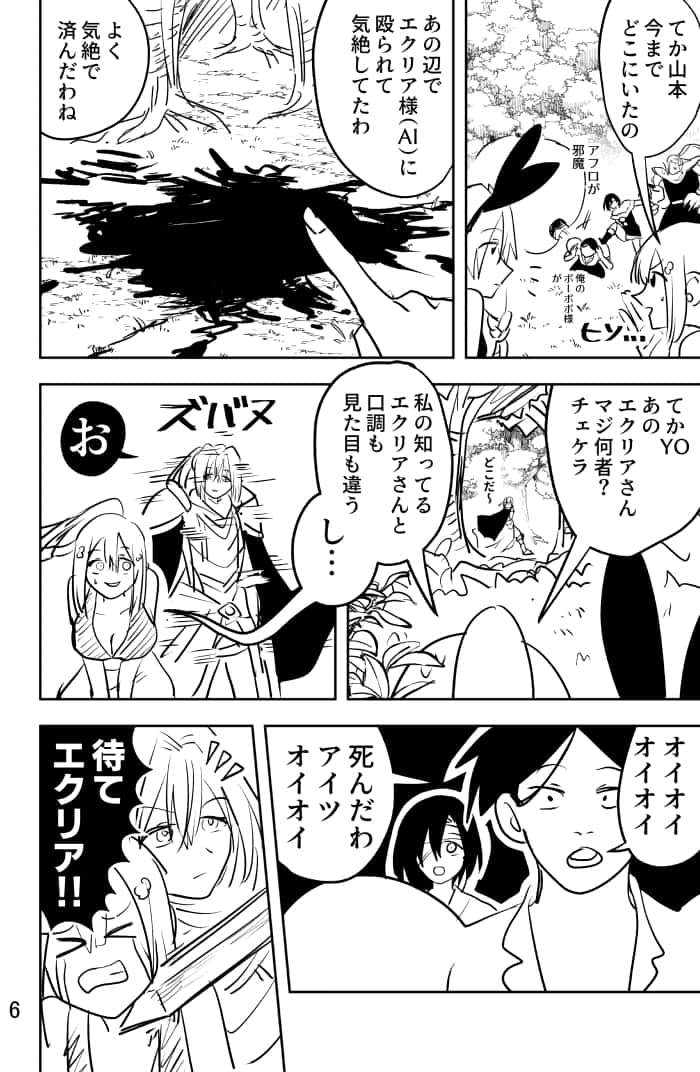 てか山本
今まで
どこにいたの
アフロが
邪魔
俺の
ボーボボ様
が
ヒソ…
あの辺で
エクリア様(AI)に
殴られて
気絶してたわ
よく
気絶で
済んだわね
てかYO
あの
エクリアさん
マジ何者?
チェケラ
どこだ~
私の知ってる
エクリアさんと
口調も
見た目も違う
し…
ズバヌ
お
オイオイ
オイオイ
死んだわ
アイツ
オイオイ
待て
エクリア!!
6